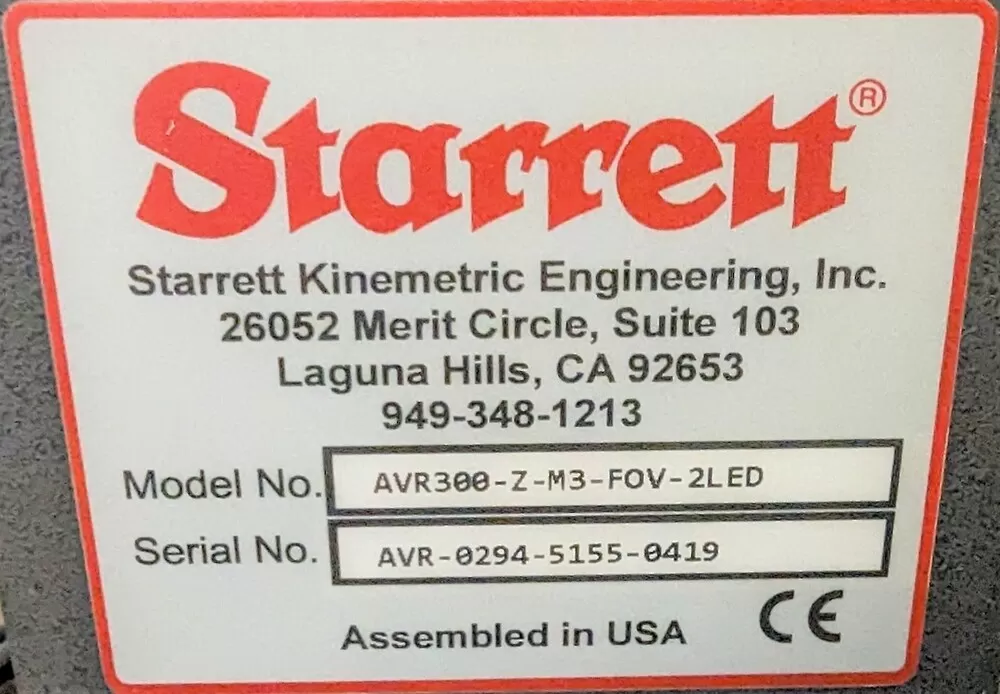 Starrett®
Starrett Kinemetric Engineering, Inc.
26052 Merit Circle, Suite 103
Laguna Hills, CA 92653
949-348-1213
Model No. AVR300-Z-M3-FOV-2LED
Serial No. AVR-0294-5155-0419
Assembled in USA CE